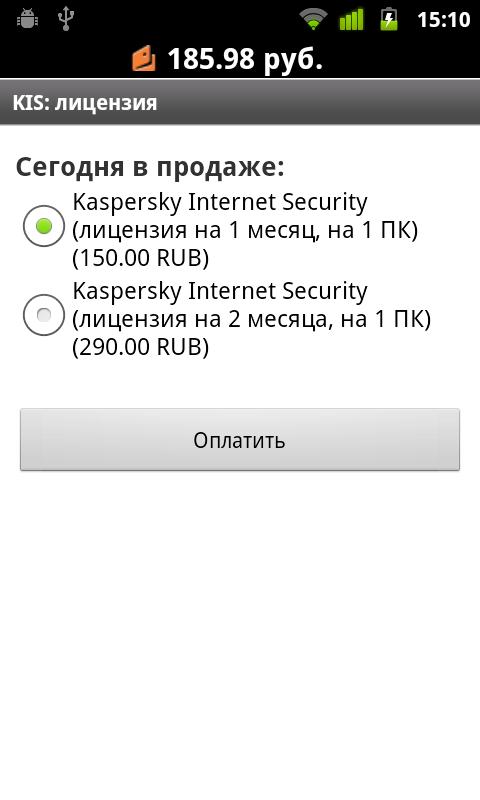 15:10
185.98 руб.
KIS: лицензия
Сегодня в продаже:
Kaspersky Internet Security
(лицензия на 1 месяц, на 1 ПК)
(150.00 RUB)
Kaspersky Internet Security
(лицензия на 2 месяца, на 1 ПК)
(290.00 RUB)
Оплатить